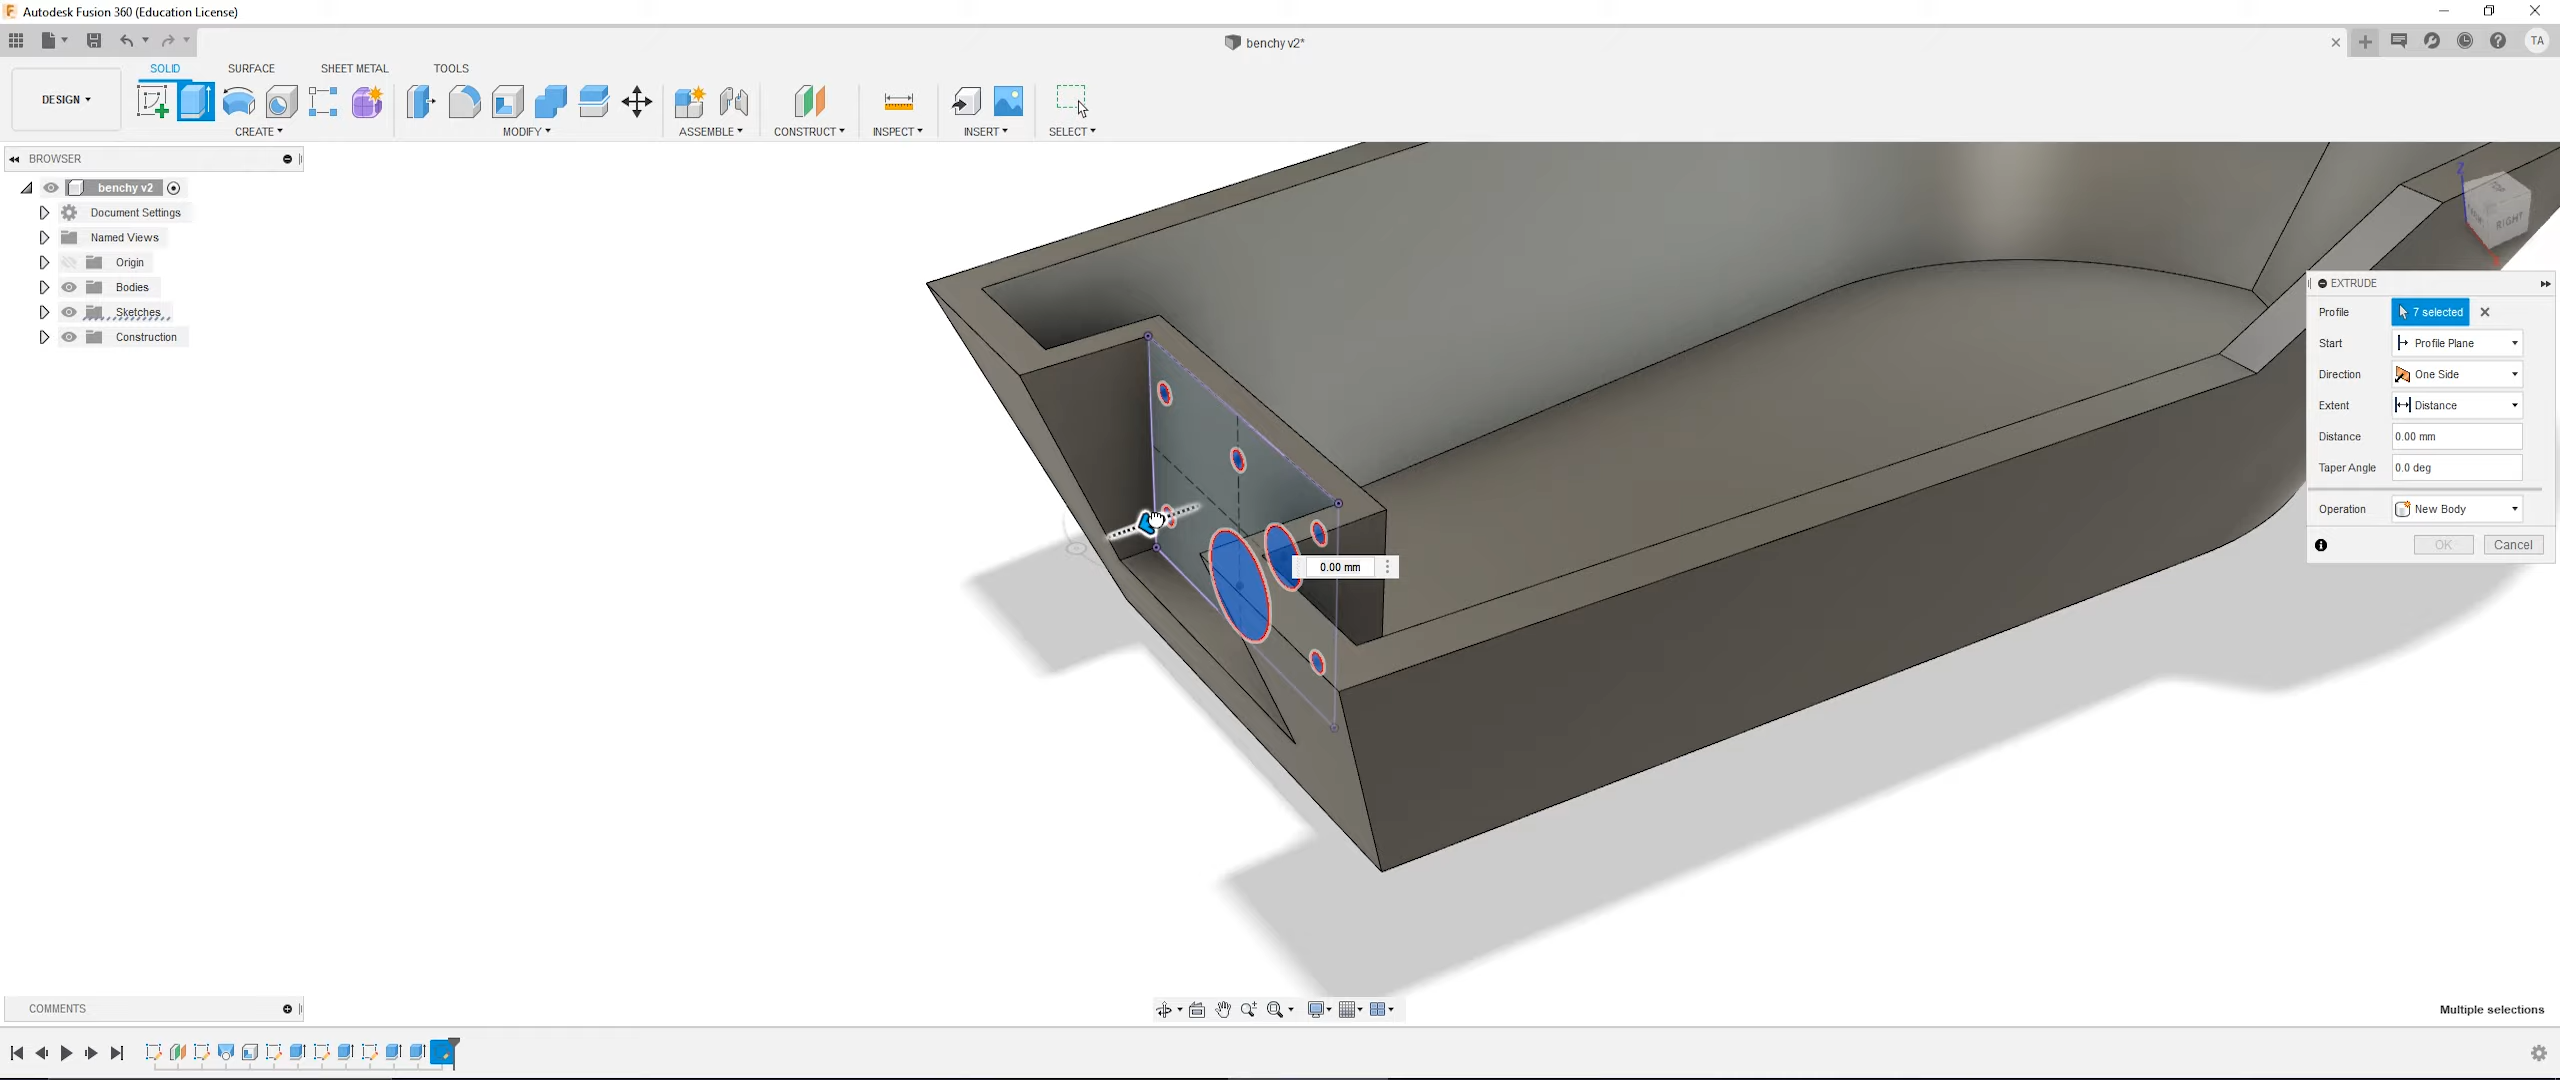 Autodesk Fusion 360 (Education License)
benchy v2*
TA
SOLID SURFACE SHEET METAL TOOLS
DESIGN
CREATE MODIFY ASSEMBLE CONSTRUCT INSPECT INSERT SELECT
BROWSER
benchy v2
Document Settings
Named Views
Origin
Bodies
Sketches
Construction
Z
TOP
RIGHT
EXTRUDE
Profile 7 selected
Start Profile Plane
Direction One Side
Extent Distance
Distance 0.00 mm
Taper Angle 0.0 deg
Operation New Body
OK Cancel
0.00 mm
COMMENTS
Multiple selections